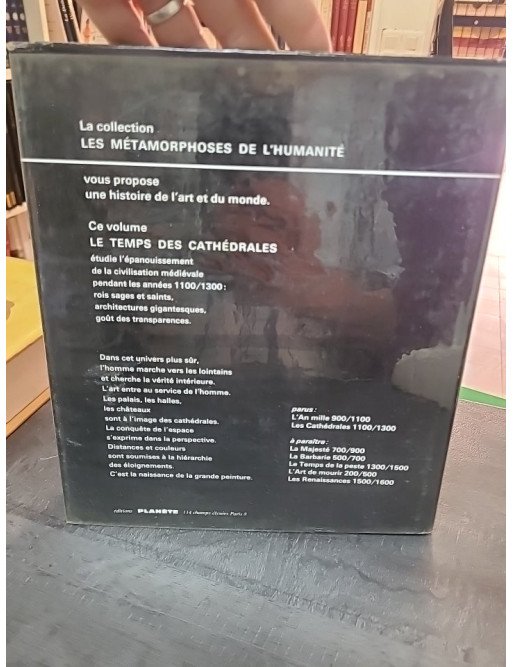 La collection
LES MÉTAMORPHOSES DE L'HUMANITÉ
vous propose
une histoire de l'art et du monde.
Ce volume
LE TEMPS DES CATHÉDRALES
étudie l'épanouissement
de la civilisation médiévale
pendant les années 1100/1300 :
rois sages et saints,
architectures gigantesques,
goût des transparences.
Dans cet univers plus sûr,
l'homme marche vers les lointains
et cherche la vérité intérieure.
L'art entre au service de l'homme.
Les palais, les halles,
les châteaux
sont à l'image des cathédrales.
La conquête de l'espace
s'exprime dans la perspective.
Distances et couleurs
sont soumises à la hiérarchie
des éloignements.
C'est la naissance de la grande peinture.
parus :
L'An mille 900/1100
Les Cathédrales 1100/1300
à paraître :
La Majesté 700/900
La Barbarie 500/700
Le Temps de la peste 1300/1500
L'Art de mourir 200/500
Les Renaissances 1500/1600
éditions PLANÈTE 114 champs élysées Paris 8